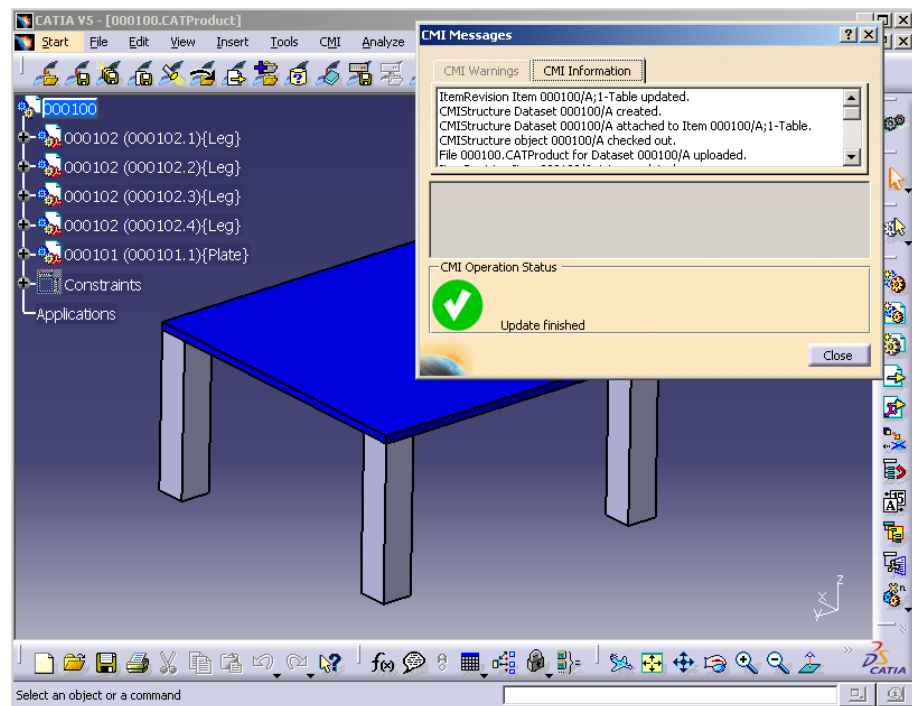 CATIA V5 - [000100.CATProduct]
Start File Edit View Insert Tools CMI Analyze
CMI Messages
CMI Warnings CMI Information
ItemRevision Item 000100/A;1-Table updated.
CMIStructure Dataset 000100/A created.
CMIStructure Dataset 000100/A attached to Item 000100/A;1-Table.
CMIStructure object 000100/A checked out.
File 000100.CATProduct for Dataset 000100/A uploaded.
CMI Operation Status
Update finished
Close
000100
000102 (000102.1){Leg}
000102 (000102.2){Leg}
000102 (000102.3){Leg}
000102 (000102.4){Leg}
000101 (000101.1){Plate}
Constraints
Applications
z
x
y
f(x)
CATIA
Select an object or a command